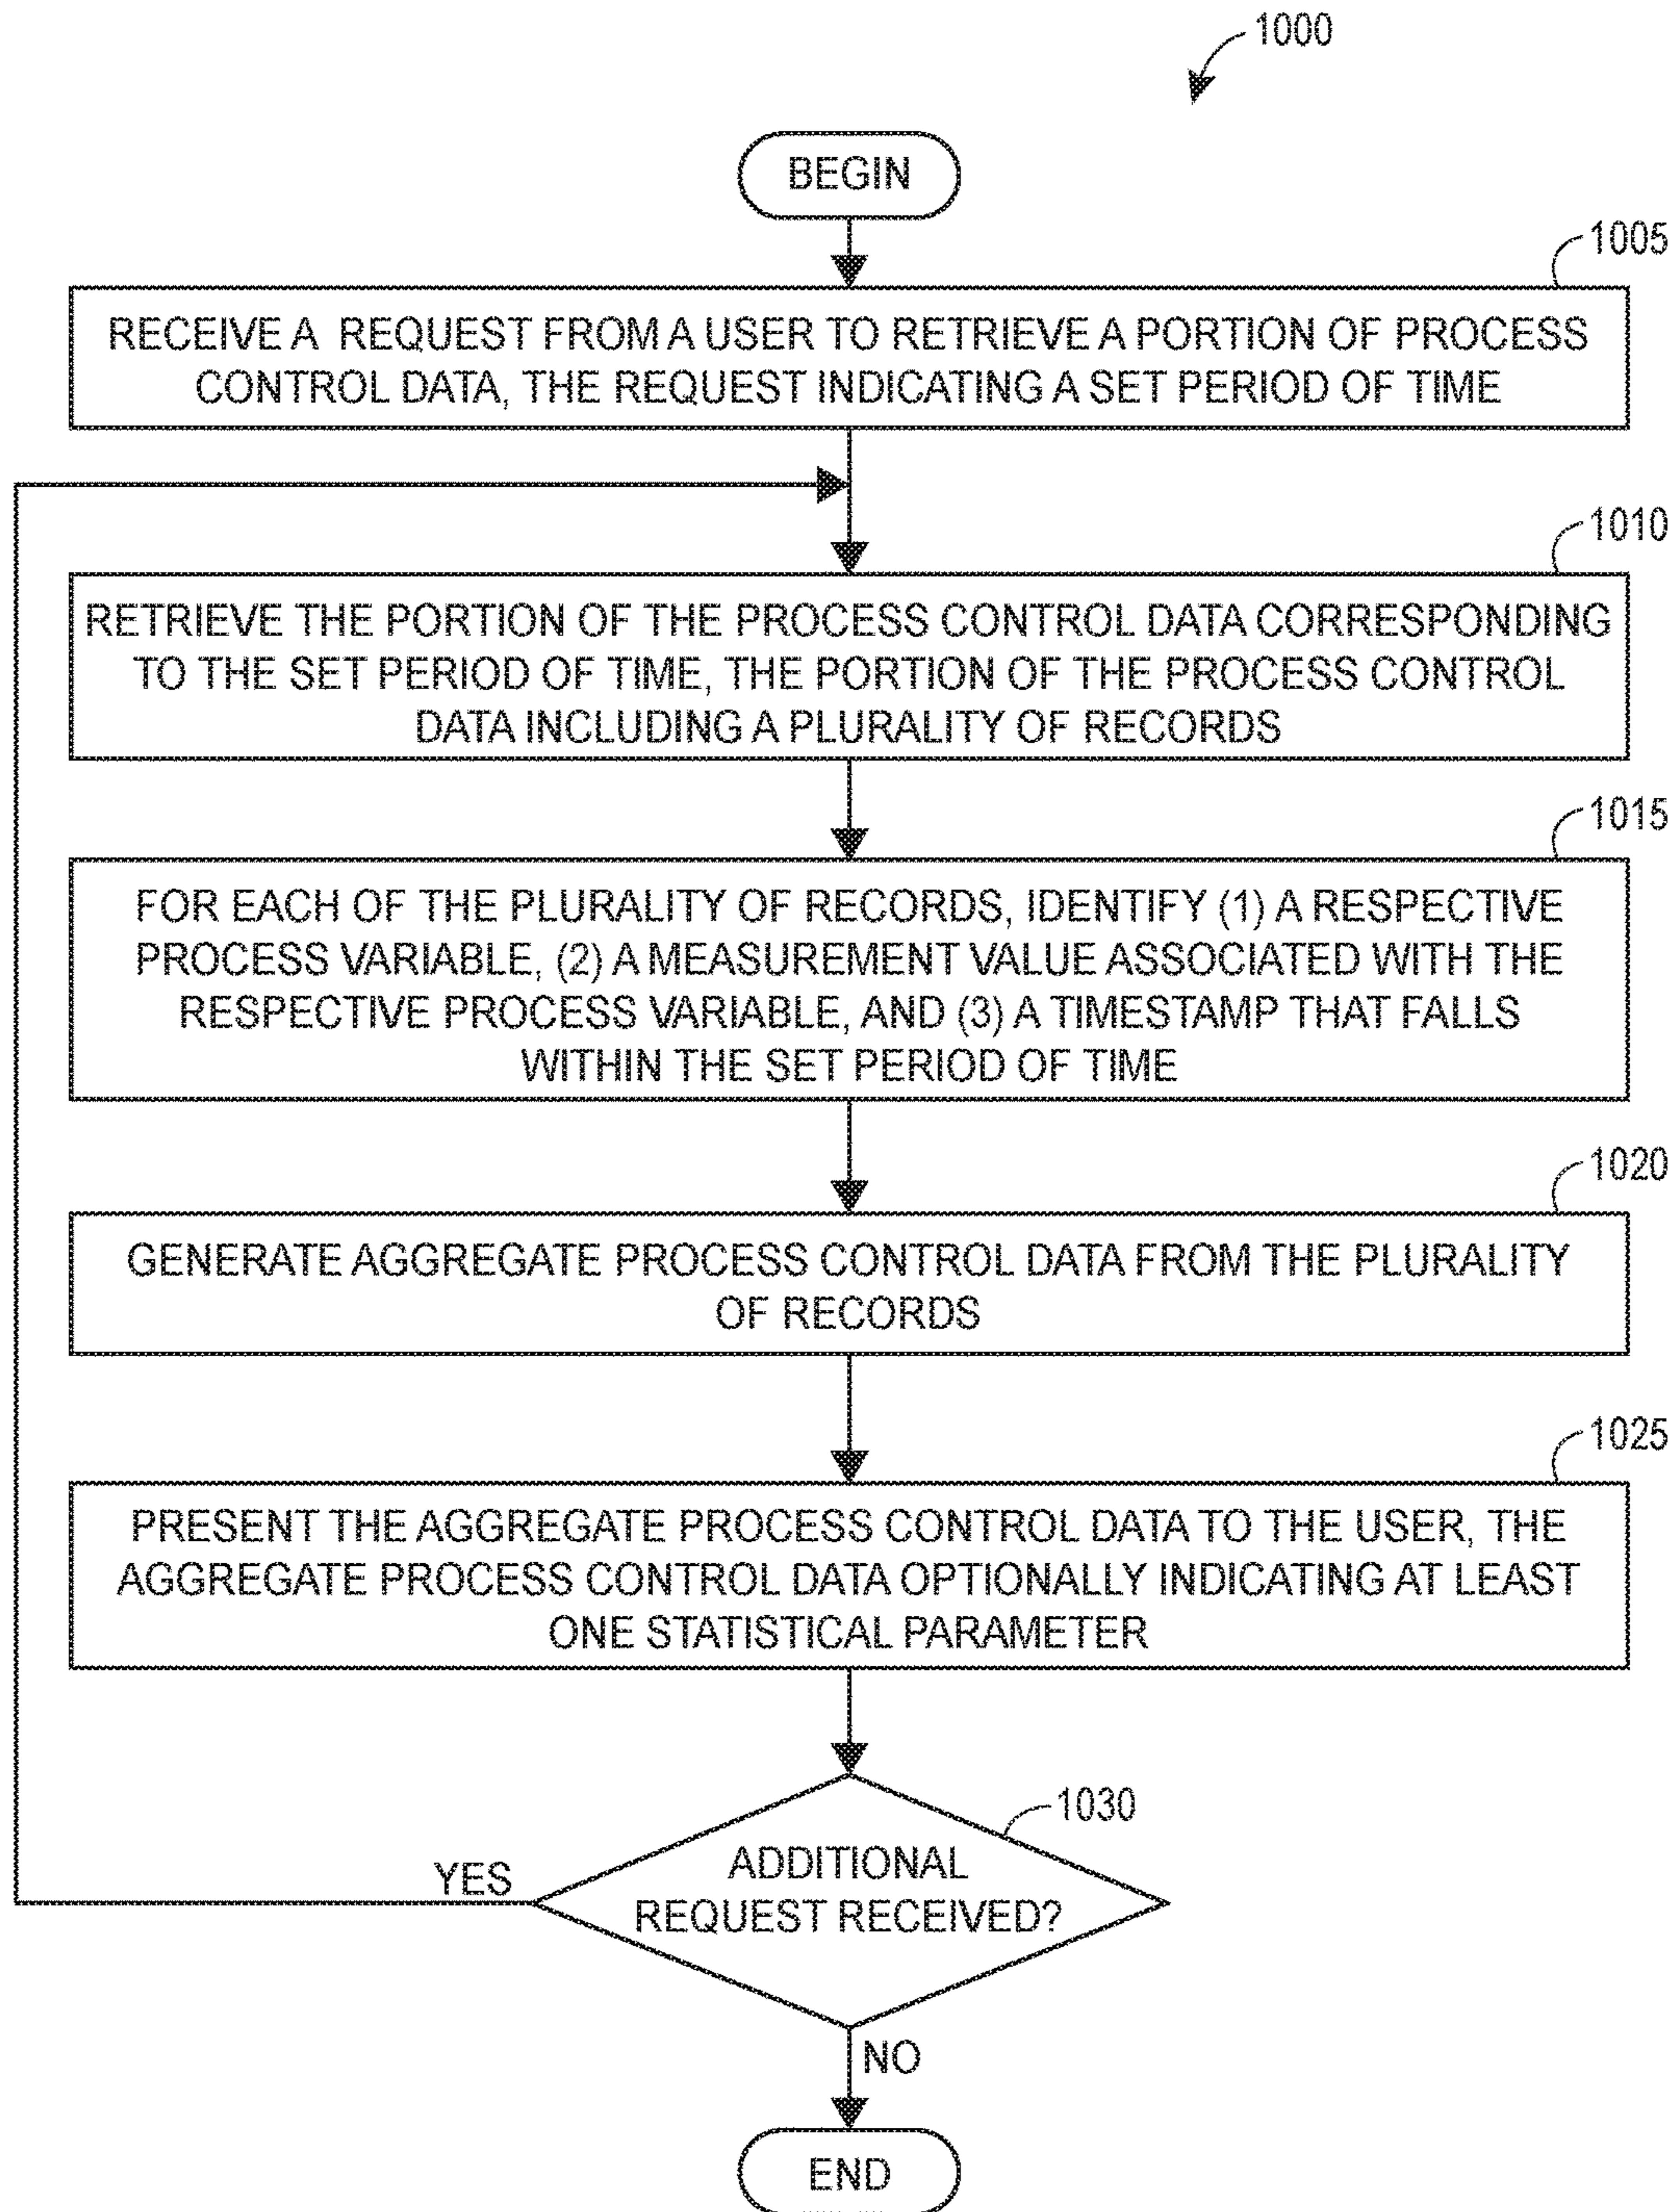 1000
BEGIN
1005
RECEIVE A REQUEST FROM A USER TO RETRIEVE A PORTION OF PROCESS
CONTROL DATA, THE REQUEST INDICATING A SET PERIOD OF TIME
1010
RETRIEVE THE PORTION OF THE PROCESS CONTROL DATA CORRESPONDING
TO THE SET PERIOD OF TIME, THE PORTION OF THE PROCESS CONTROL
DATA INCLUDING A PLURALITY OF RECORDS
1015
FOR EACH OF THE PLURALITY OF RECORDS, IDENTIFY (1) A RESPECTIVE
PROCESS VARIABLE, (2) A MEASUREMENT VALUE ASSOCIATED WITH THE
RESPECTIVE PROCESS VARIABLE, AND (3) A TIMESTAMP THAT FALLS
WITHIN THE SET PERIOD OF TIME
1020
GENERATE AGGREGATE PROCESS CONTROL DATA FROM THE PLURALITY
OF RECORDS
1025
PRESENT THE AGGREGATE PROCESS CONTROL DATA TO THE USER, THE
AGGREGATE PROCESS CONTROL DATA OPTIONALLY INDICATING AT LEAST
ONE STATISTICAL PARAMETER
1030
ADDITIONAL
REQUEST RECEIVED?
YES
NO
END